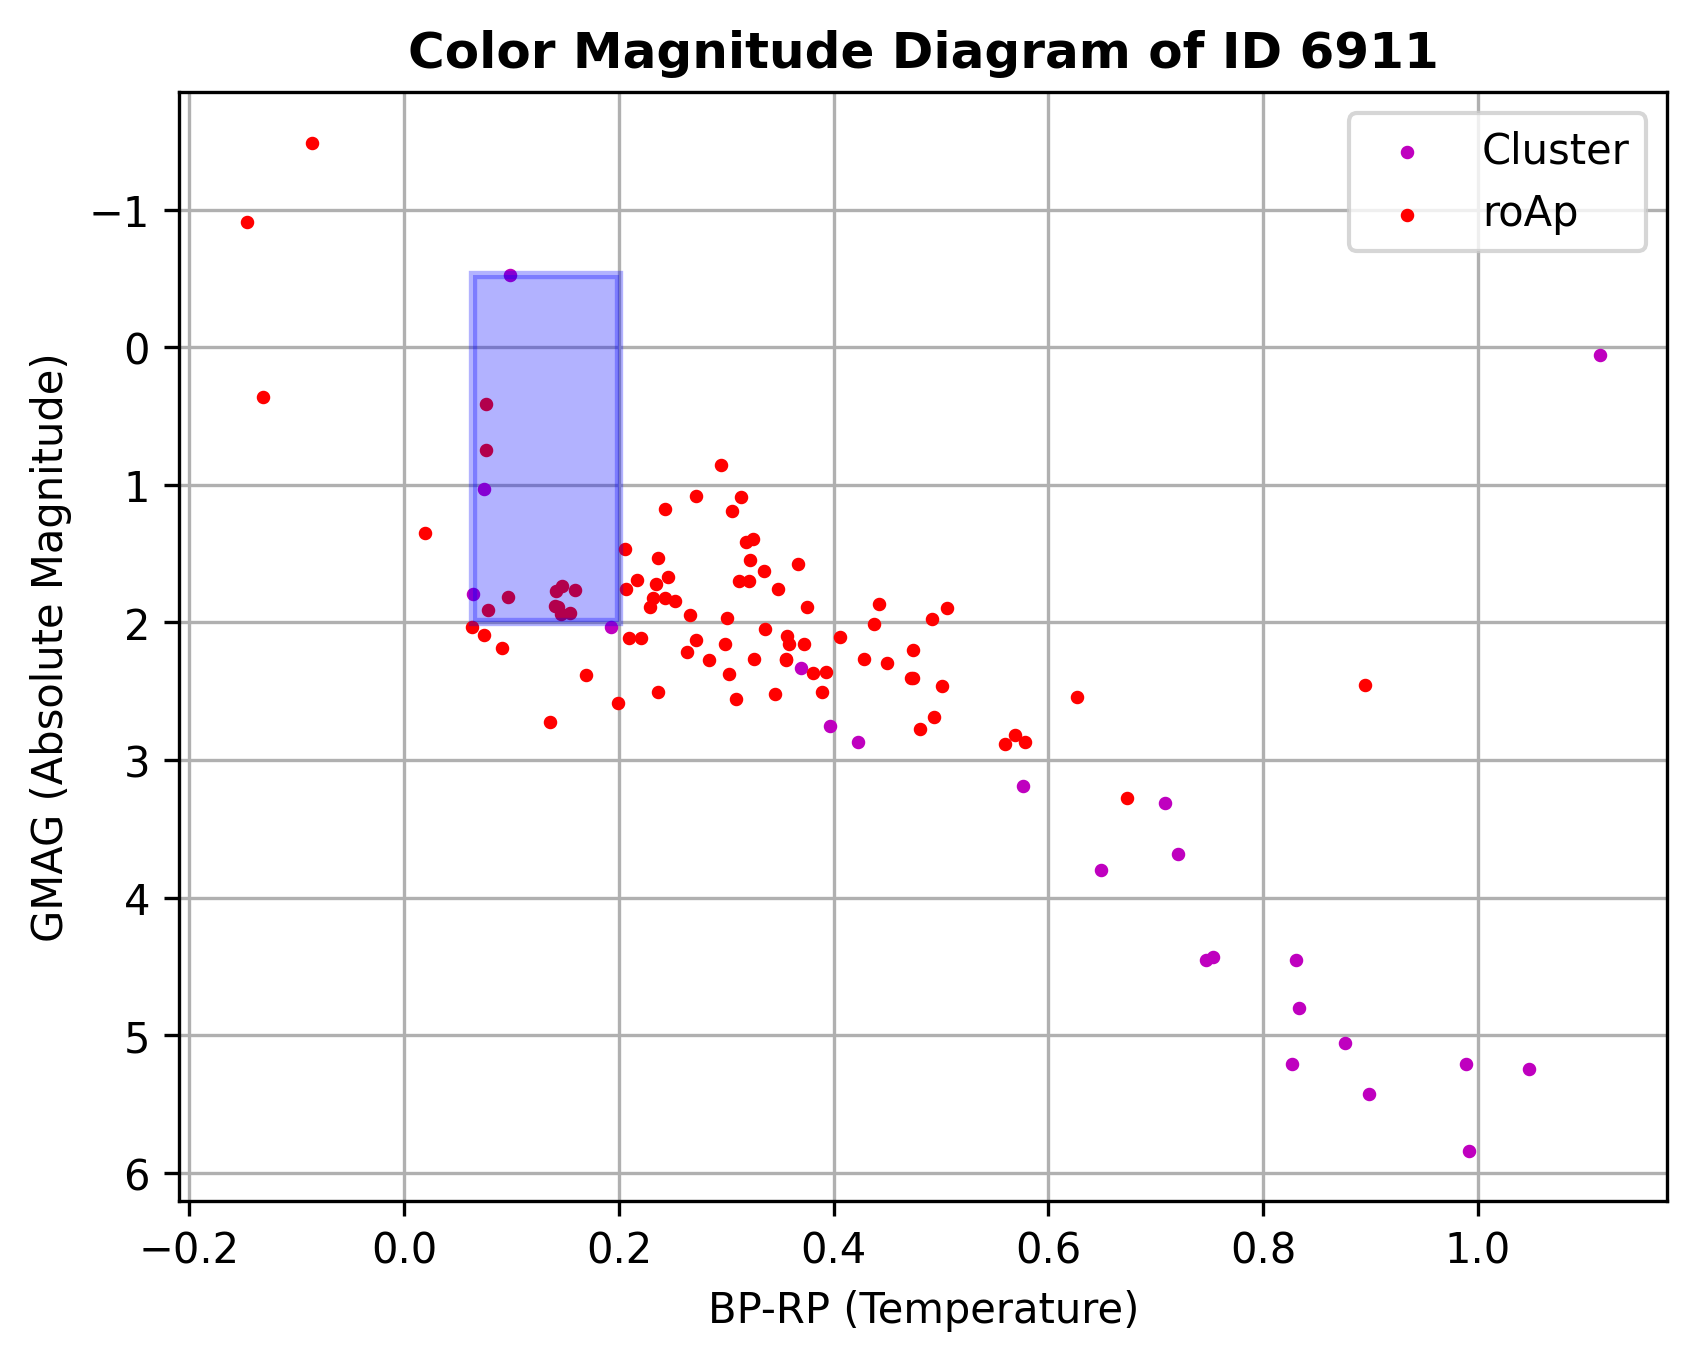 Color Magnitude Diagram of ID 6911
Cluster
roAp
GMAG (Absolute Magnitude)
−1
0
1
2
3
4
5
6
−0.2 0.0 0.2 0.4 0.6 0.8 1.0
BP-RP (Temperature)